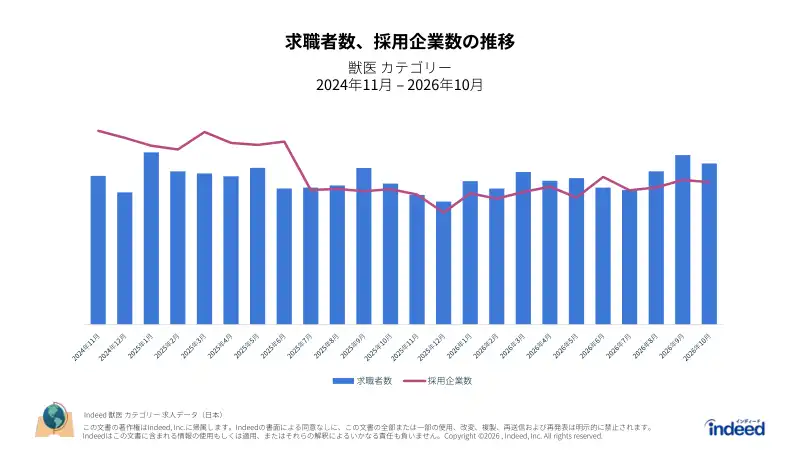 求職者数、採用企業数の推移
獣医 カテゴリー
2024年11月 – 2026年10月
2024年11月
2024年12月
2025年1月
2025年2月
2025年3月
2025年4月
2025年5月
2025年6月
2025年7月
2025年8月
2025年9月
2025年10月
2025年11月
2025年12月
2026年1月
2026年2月
2026年3月
2026年4月
2026年5月
2026年6月
2026年7月
2026年8月
2026年9月
2026年10月
求職者数 採用企業数
Indeed 獣医 カテゴリー 求人データ（日本）
この文書の著作権はIndeed, Inc.に帰属します。Indeedの書面による同意なしに、この文書の全部または一部の使用、改変、複製、再送信および再発表は明示的に禁止されます。
Indeedはこの文書に含まれる情報の使用もしくは適用、またはそれらの解釈によるいかなる責任も負いません。Copyright ©2026 , Indeed, Inc. All rights reserved.
インディード
indeed